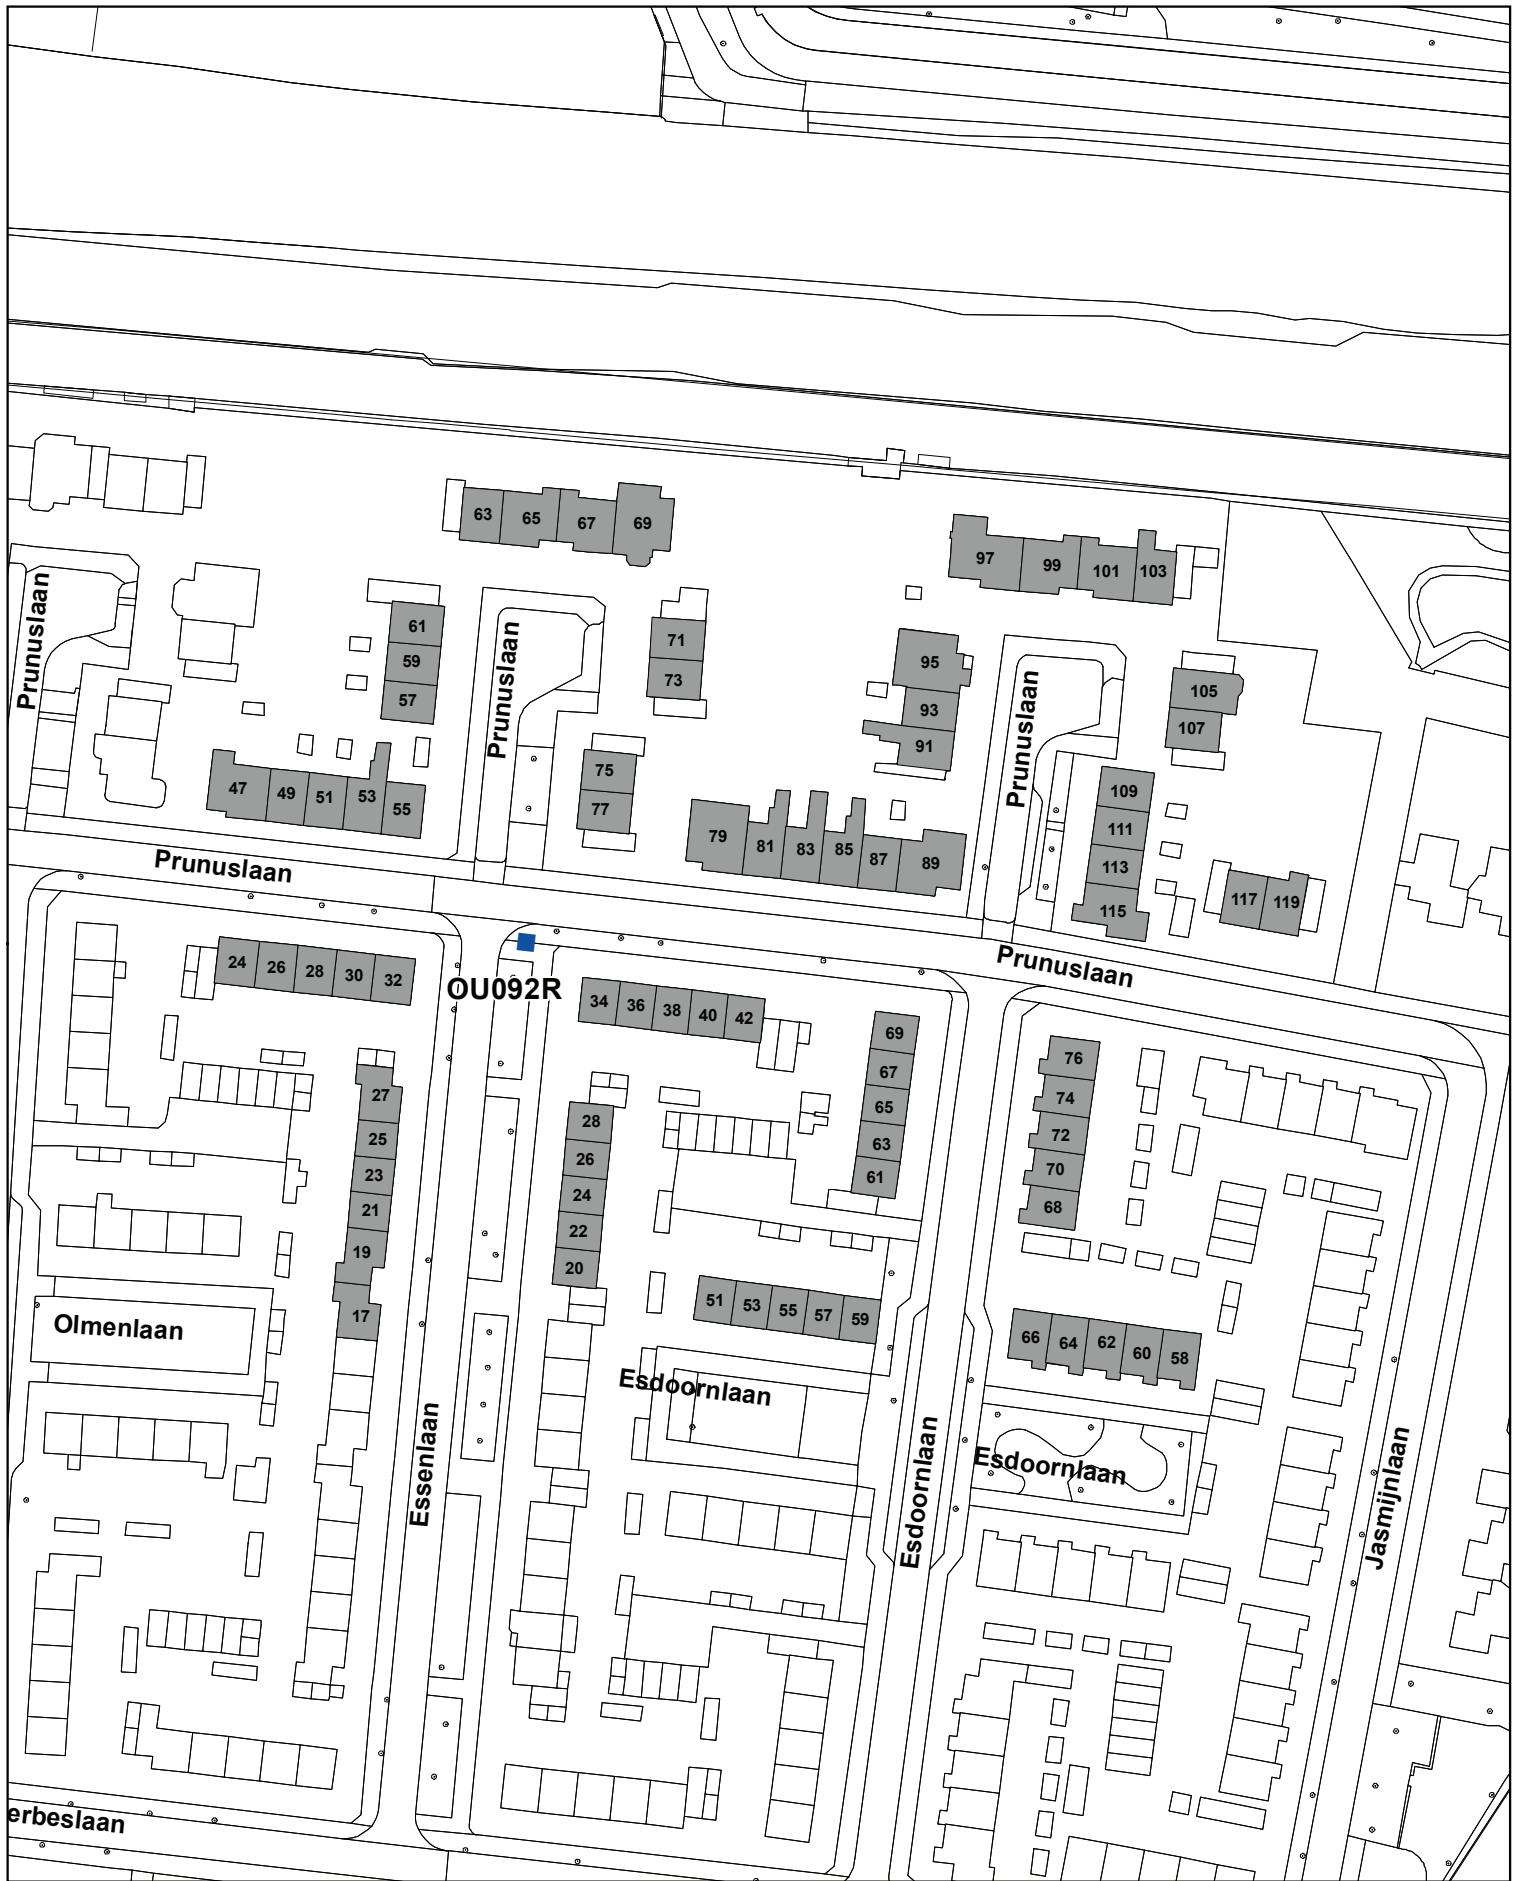 63 65 67 69
97 99 101 103
Prunuslaan
61
59
57
Prunuslaan
71
73
95
93
91
Prunuslaan
105
107
47 49 51 53 55
75
77
79 81 83 85 87 89
109
111
113
115
117 119
Prunuslaan
Prunuslaan
24 26 28 30 32
OU092R
34 36 38 40 42
69
67
65
63
61
76
74
72
70
68
27
25
23
21
19
17
28
26
24
22
20
51 53 55 57 59
66 64 62 60 58
Olmenlaan
Esdoornlaan
Essenlaan
Esdoornlaan
Esdoornlaan
Jasmijnlaan
erbeslaan